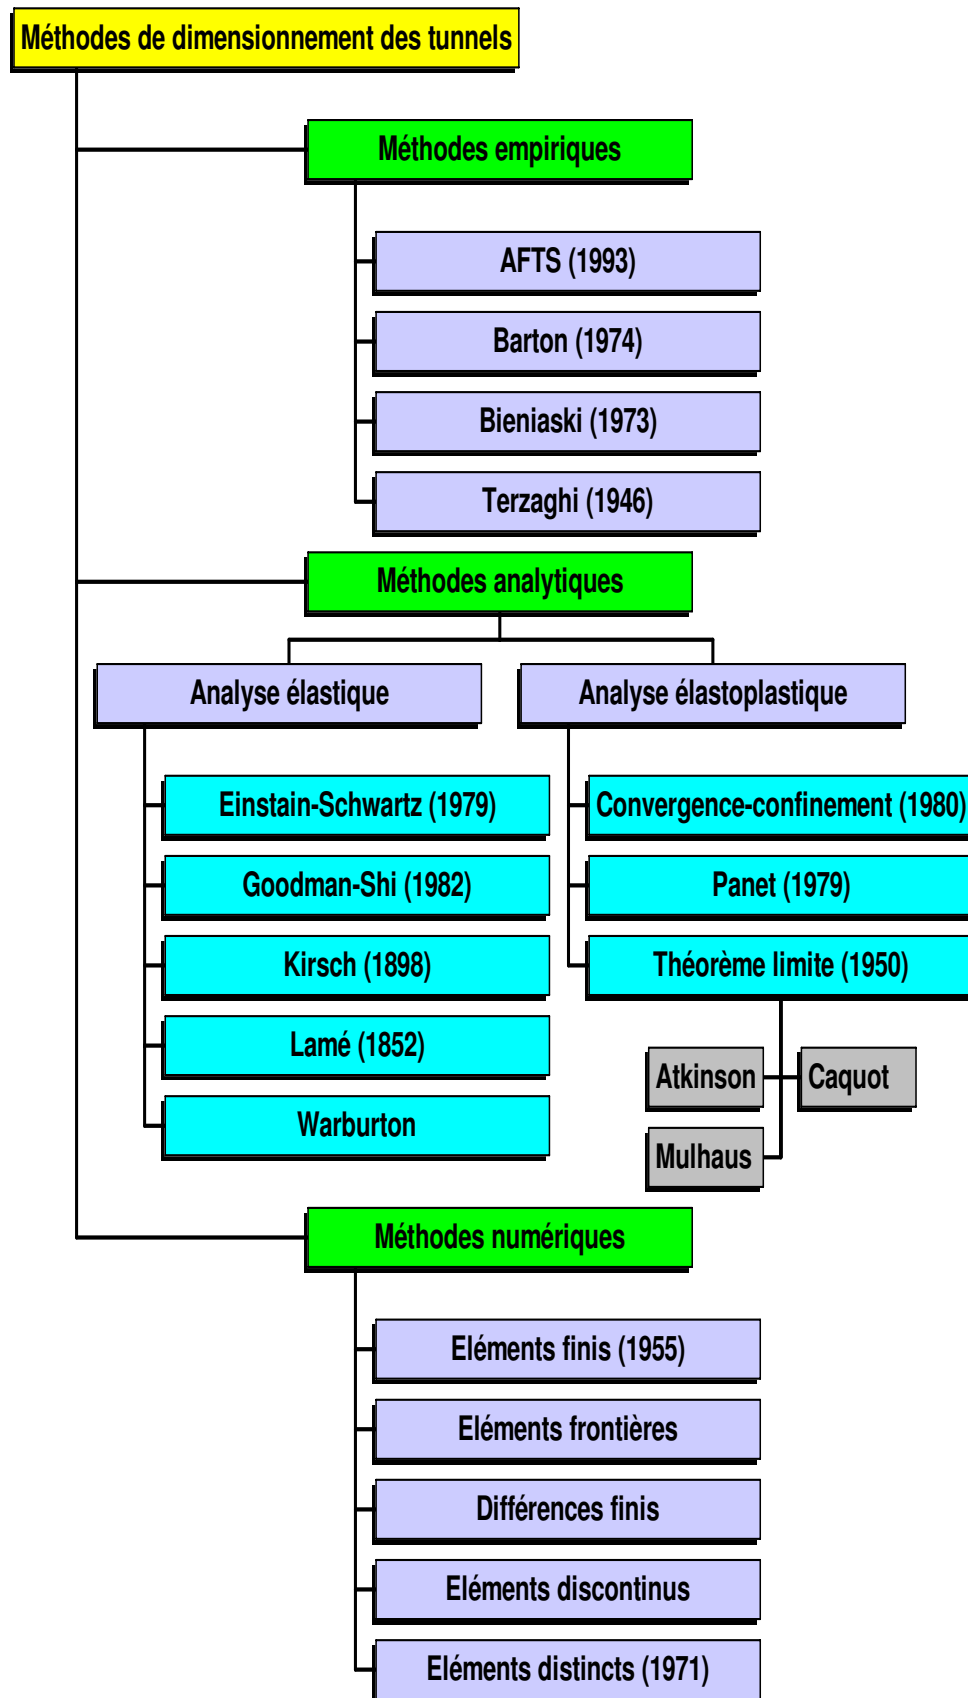 Méthodes de dimensionnement des tunnels
Méthodes empiriques
AFTS (1993)
Barton (1974)
Bieniaski (1973)
Terzaghi (1946)
Méthodes analytiques
Analyse élastique
Einstain-Schwartz (1979)
Goodman-Shi (1982)
Kirsch (1898)
Lamé (1852)
Warburton
Analyse élastoplastique
Convergence-confinement (1980)
Panet (1979)
Théorème limite (1950)
Atkinson
Caquot
Mulhaus
Méthodes numériques
Eléments finis (1955)
Eléments frontières
Différences finis
Eléments discontinus
Eléments distincts (1971)